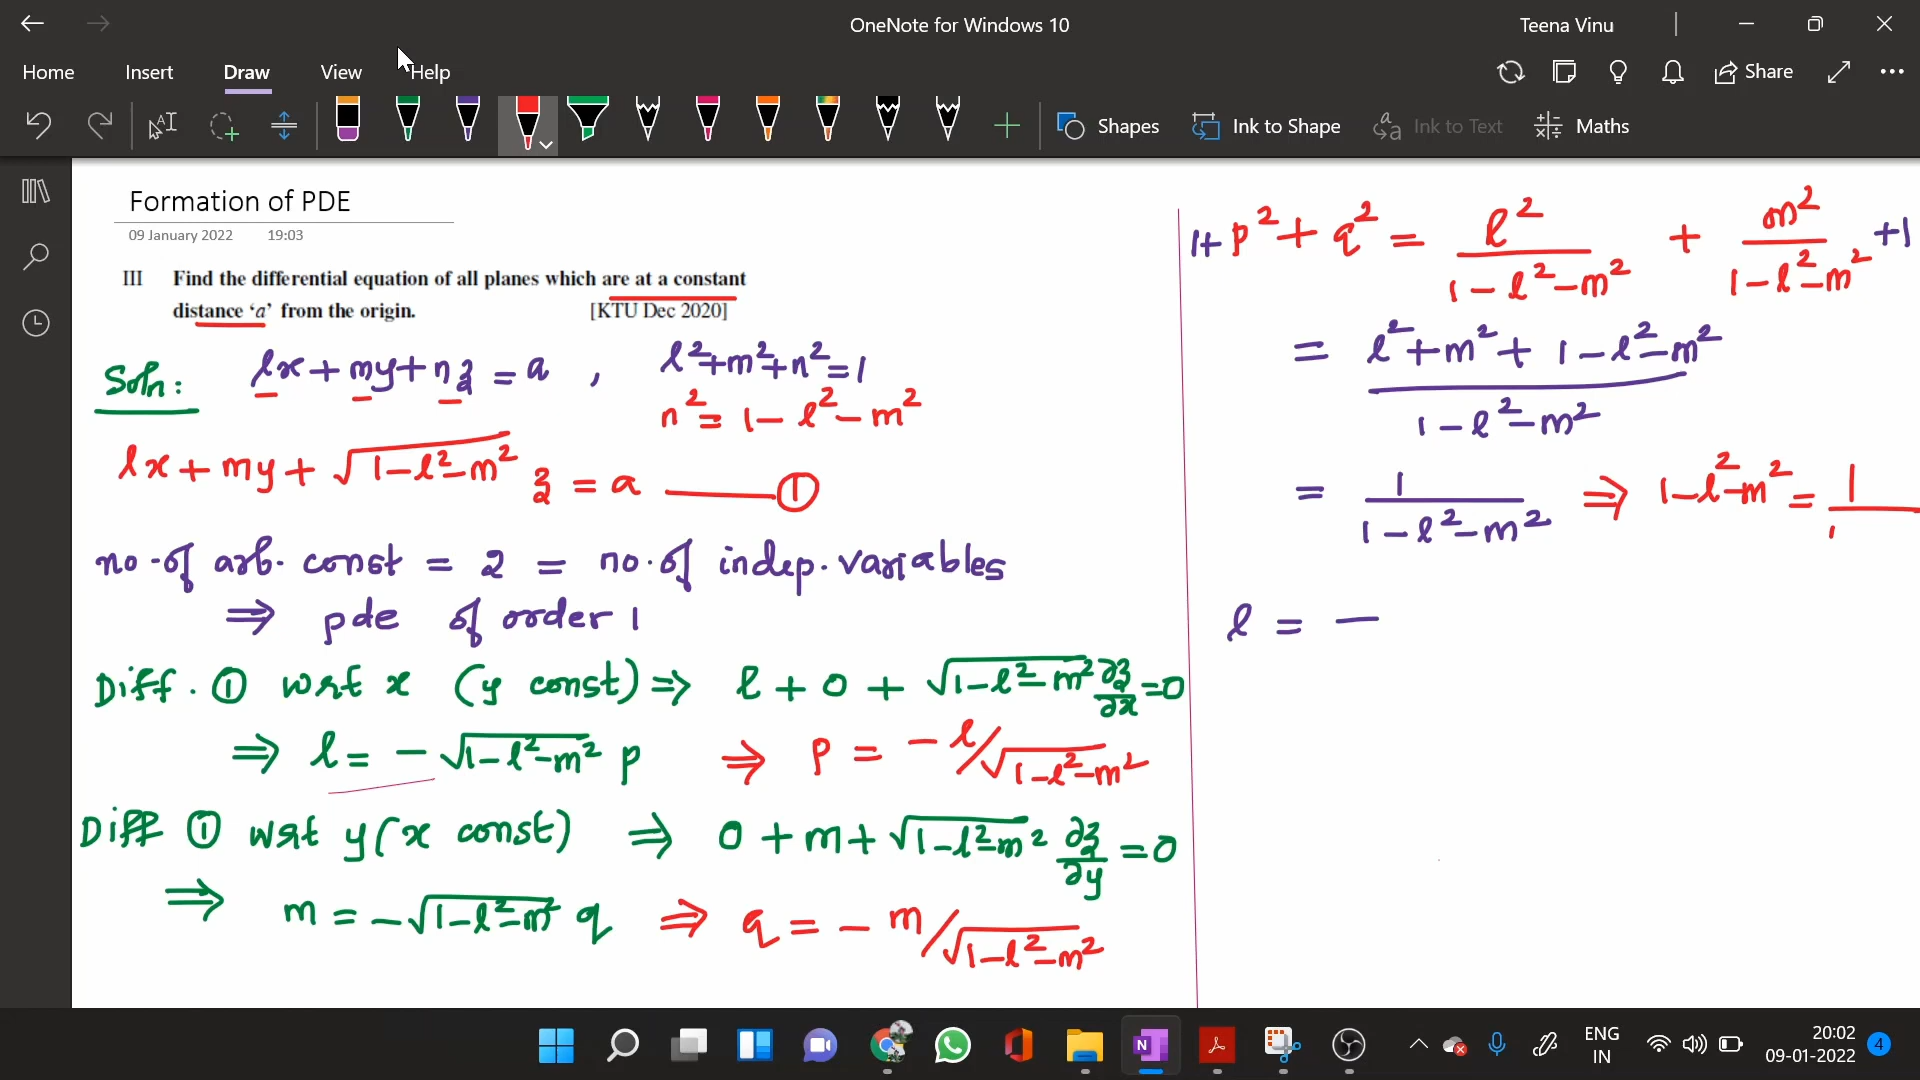 OneNote for Windows 10
Teena Vinu
Home Insert Draw View Help
Share
Shapes Ink to Shape Ink to Text Maths
Formation of PDE
09 January 2022 19:03
III Find the differential equation of all planes which are at a constant
distance ‘a’ from the origin. [KTU Dec 2020]
Soln: lx + my + nz = a , l² + m² + n² = 1
n² = 1 - l² - m²
lx + my + √(1-l²-m²) z = a ——— ①
no. of arb. const = 2 = no. of indep. variables
⇒ pde of order 1
Diff. ① wrt x (y const) ⇒ l + 0 + √(1-l²-m²) ∂z/∂x = 0
⇒ l = - √(1-l²-m²) p ⇒ p = - l/√(1-l²-m²)
Diff ① wrt y (x const) ⇒ 0 + m + √(1-l²-m²) ∂z/∂y = 0
⇒ m = - √(1-l²-m²) q ⇒ q = - m/√(1-l²-m²)
1 + p² + q² = l²/(1-l²-m²) + m²/(1-l²-m²) + 1
= (l² + m² + 1 - l² - m²)/(1-l²-m²)
= 1/(1-l²-m²) ⇒ 1-l²-m² = 1/1
l = -
ENG
IN
20:02
09-01-2022
4